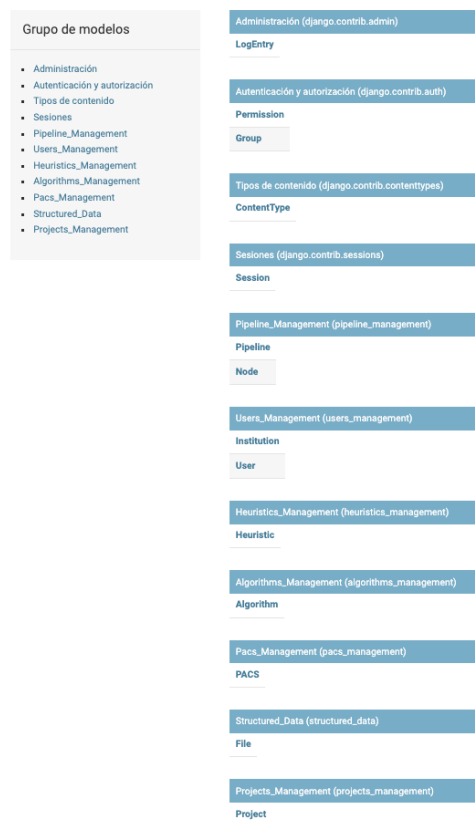 Grupo de modelos
Administración
Autenticación y autorización
Tipos de contenido
Sesiones
Pipeline_Management
Users_Management
Heuristics_Management
Algorithms_Management
Pacs_Management
Structured_Data
Projects_Management
Administración (django.contrib.admin)
LogEntry
Autenticación y autorización (django.contrib.auth)
Permission
Group
Tipos de contenido (django.contrib.contenttypes)
ContentType
Sesiones (django.contrib.sessions)
Session
Pipeline_Management (pipeline_management)
Pipeline
Node
Users_Management (users_management)
Institution
User
Heuristics_Management (heuristics_management)
Heuristic
Algorithms_Management (algorithms_management)
Algorithm
Pacs_Management (pacs_management)
PACS
Structured_Data (structured_data)
File
Projects_Management (projects_management)
Project